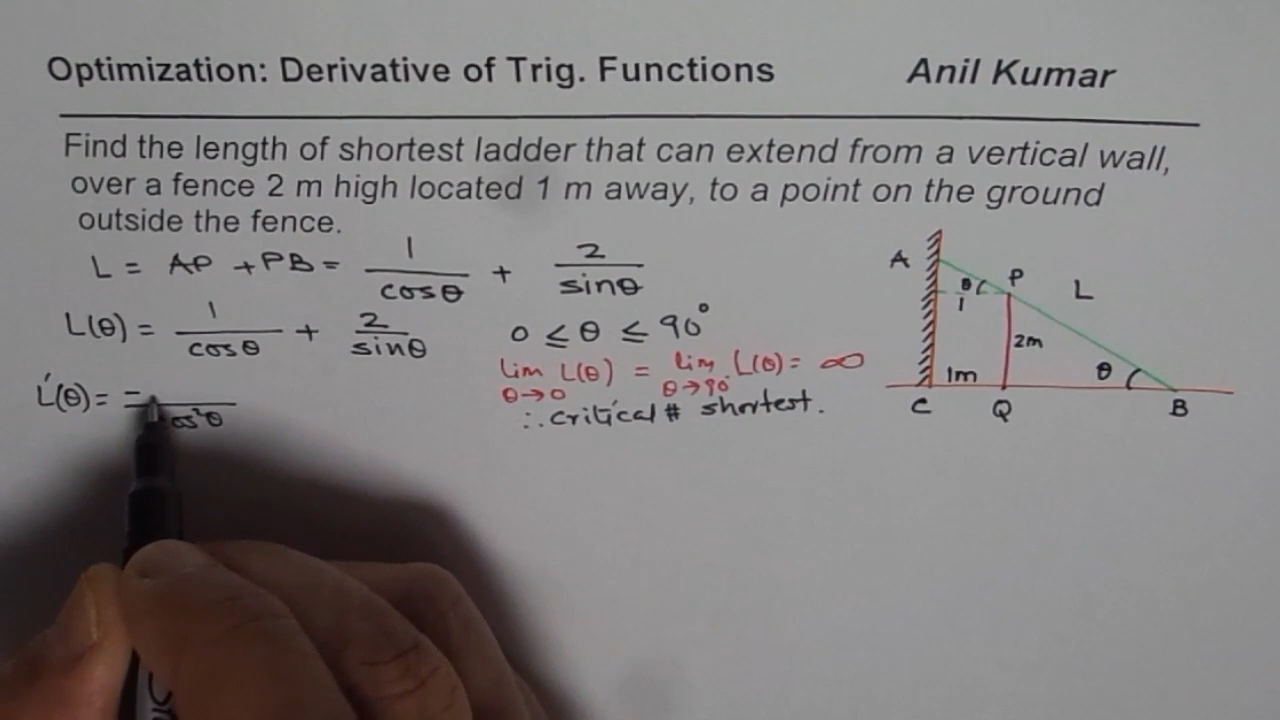 Optimization: Derivative of Trig. Functions Anil Kumar
Find the length of shortest ladder that can extend from a vertical wall,
over a fence 2 m high located 1 m away, to a point on the ground
outside the fence.
L = AP + PB = 1/cosθ + 2/sinθ
L(θ) = 1/cosθ + 2/sinθ 0 ≤ θ ≤ 90°
lim θ→0 L(θ) = lim θ→90 L(θ) = ∞
∴ critical # shortest.
L'(θ) = −/cos²θ
A
θ
P
L
1
2m
1m
θ
C
Q
B